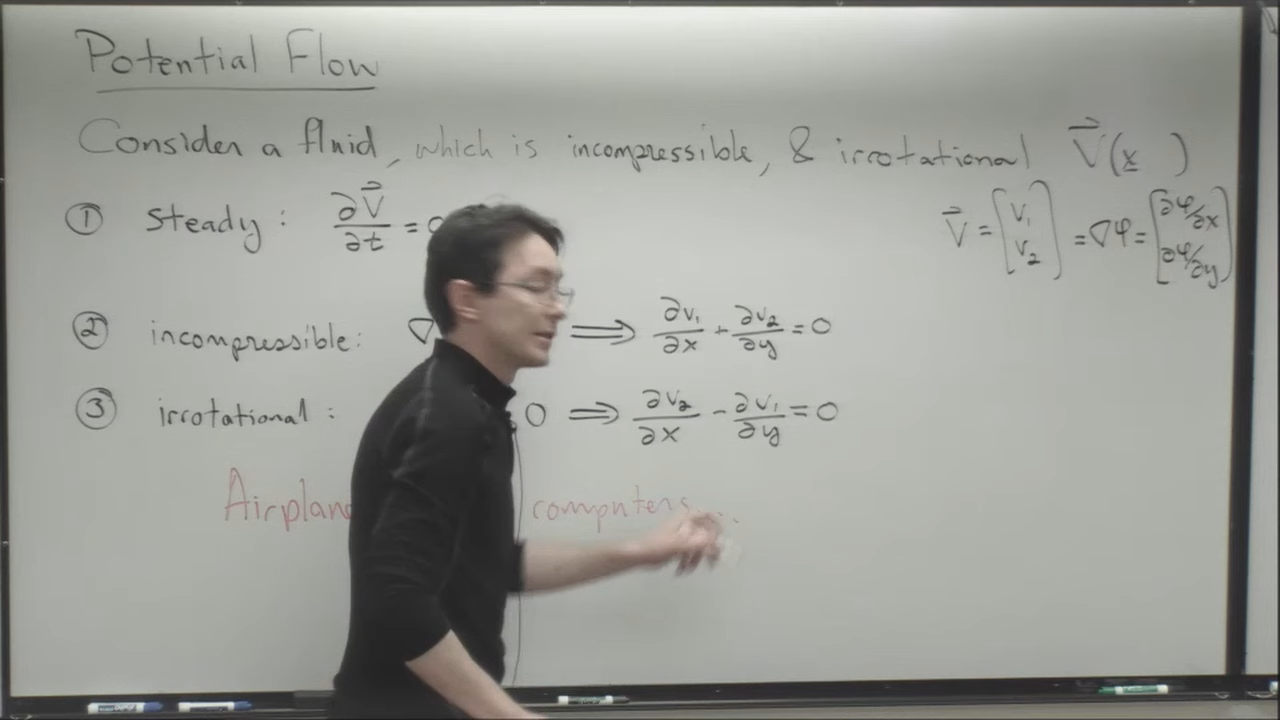 Potential Flow
Consider a fluid, which is incompressible, & irrotational V⃗(x )
① Steady: ∂V⃗/∂t = 0
V⃗ = [V₁ V₂] = ∇φ = [∂φ/∂x ∂φ/∂y]
② incompressible: ∇ ⟹ ∂V₁/∂x + ∂V₂/∂y = 0
③ irrotational: 0 ⟹ ∂V₂/∂x - ∂V₁/∂y = 0
Airplane computers...